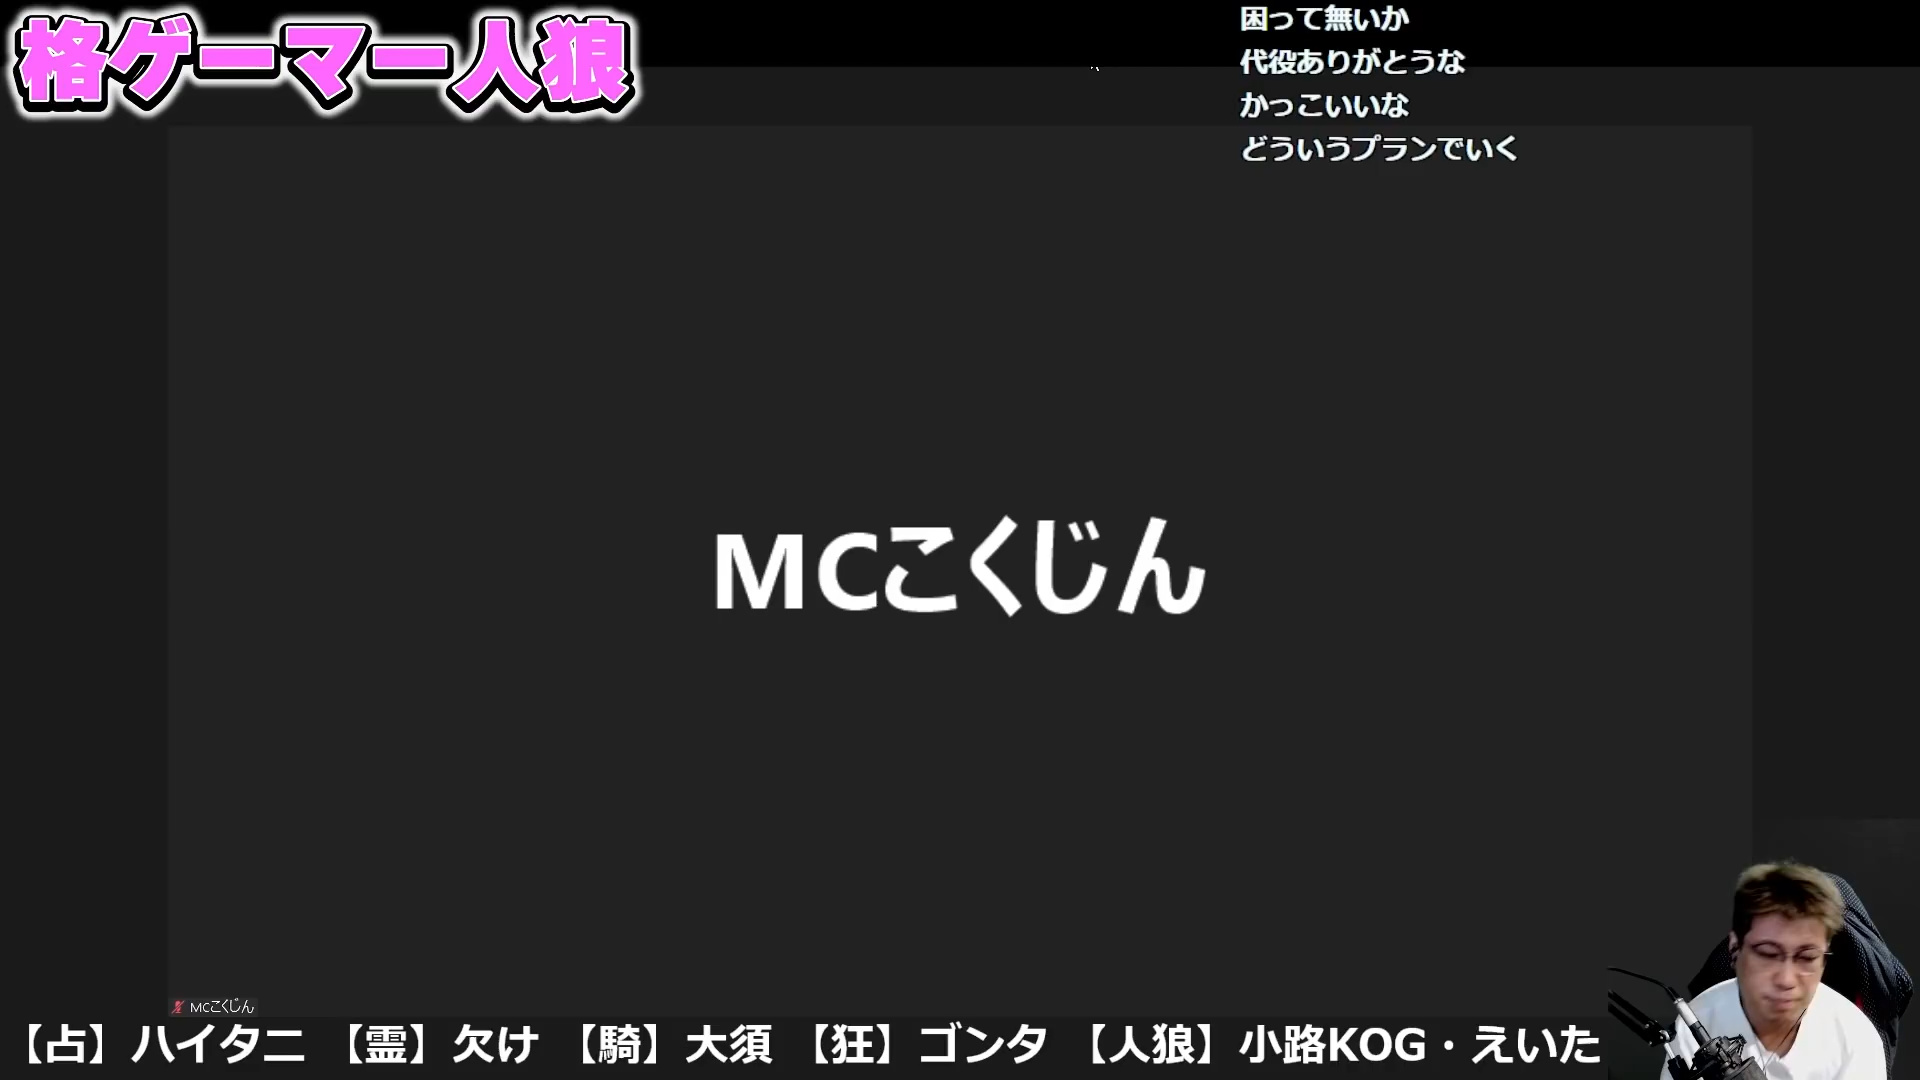 格ゲーマー人狼
困って無いか
代役ありがとうな
かっこいいな
どういうプランでいく
MCこくじん
MCこくじん
【占】ハイタニ 【霊】欠け 【騎】大須 【狂】ゴンタ 【人狼】小路KOG・えいた